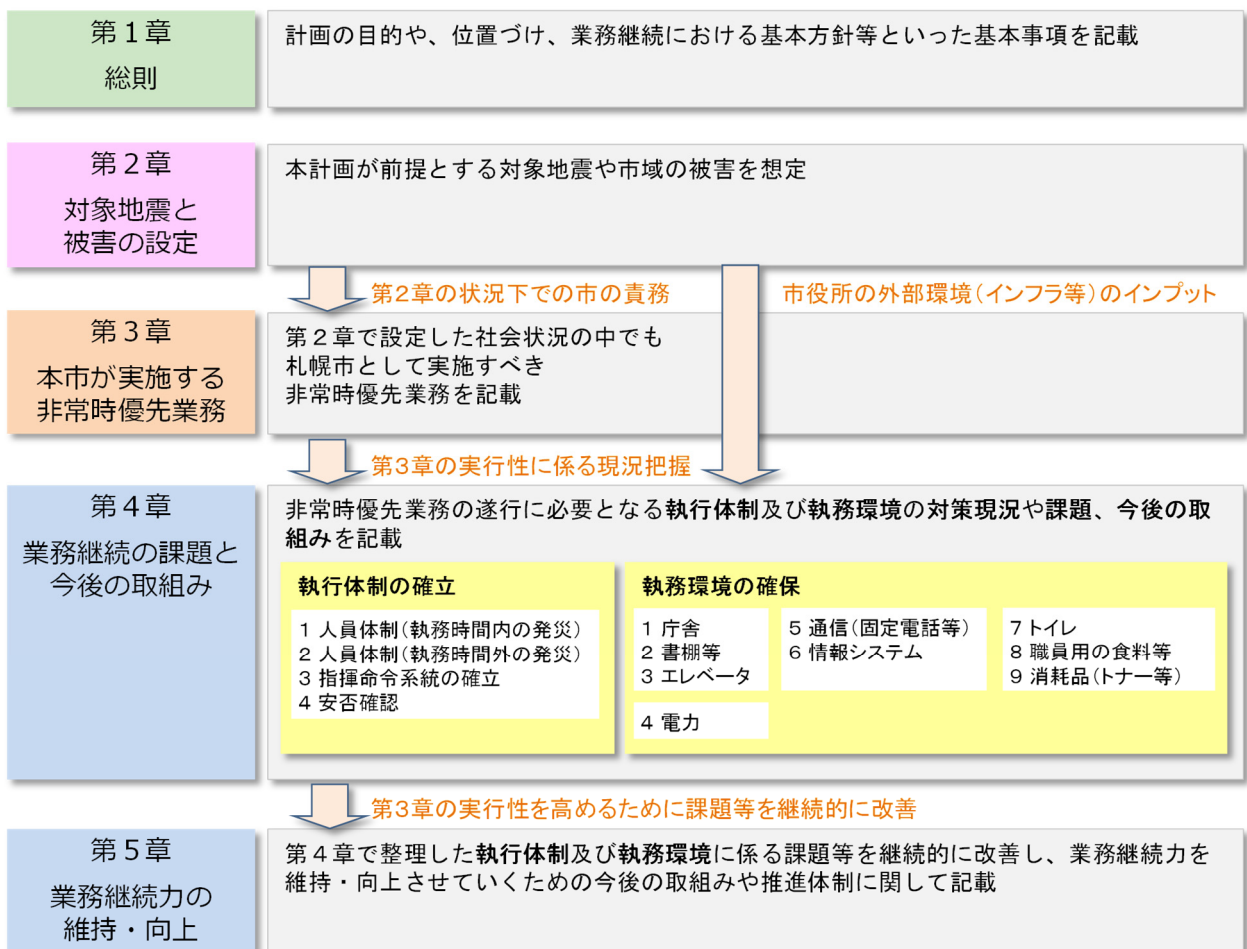 第１章
総則
計画の目的や、位置づけ、業務継続における基本方針等といった基本事項を記載
第２章
対象地震と
被害の設定
本計画が前提とする対象地震や市域の被害を想定
第2章の状況下での市の責務
市役所の外部環境（インフラ等）のインプット
第３章
本市が実施する
非常時優先業務
第２章で設定した社会状況の中でも
札幌市として実施すべき
非常時優先業務を記載
第3章の実行性に係る現況把握
第４章
業務継続の課題と
今後の取組み
非常時優先業務の遂行に必要となる執行体制及び執務環境の対策現況や課題、今後の取
組みを記載
執行体制の確立
1 人員体制（執務時間内の発災）
2 人員体制（執務時間外の発災）
3 指揮命令系統の確立
4 安否確認
執務環境の確保
1 庁舎
2 書棚等
3 エレベータ
4 電力
5 通信（固定電話等）
6 情報システム
7 トイレ
8 職員用の食料等
9 消耗品（トナー等）
第3章の実行性を高めるために課題等を継続的に改善
第５章
業務継続力の
維持・向上
第４章で整理した執行体制及び執務環境に係る課題等を継続的に改善し、業務継続力を
維持・向上させていくための今後の取組みや推進体制に関して記載